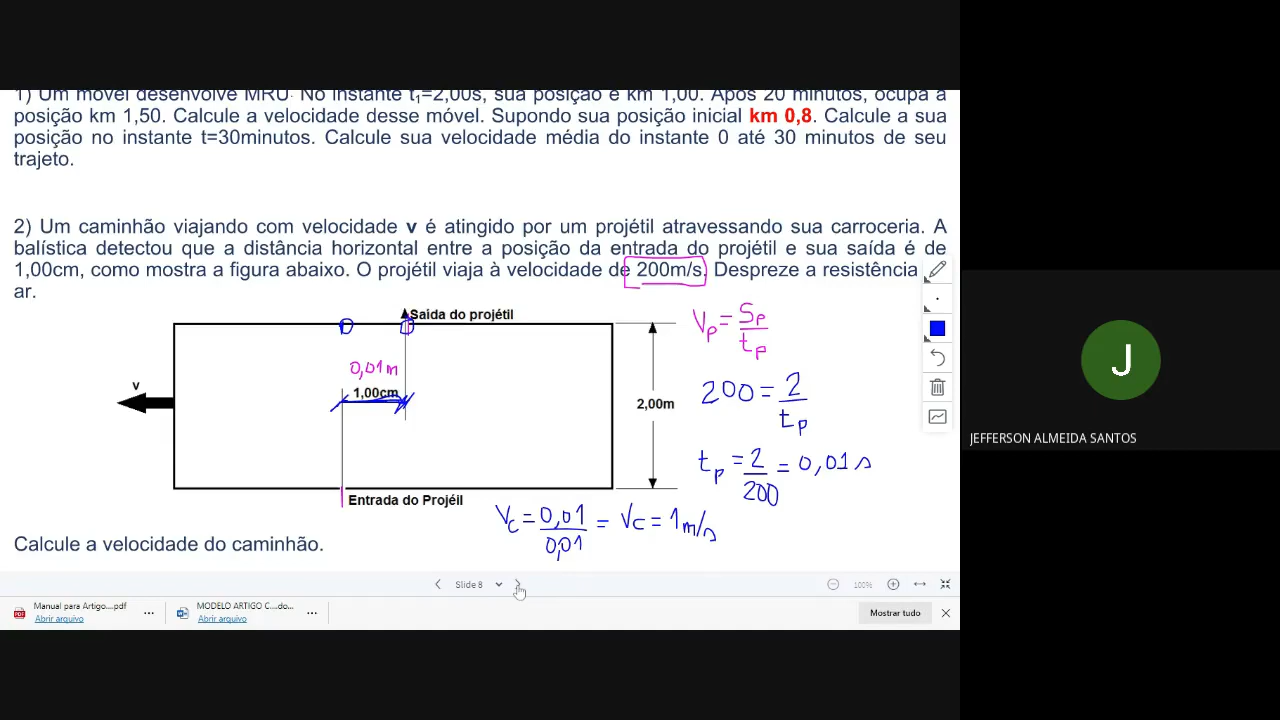 1) Um móvel desenvolve MRU. No instante t₁=2,00s, sua posição é km 1,00. Após 20 minutos, ocupa a
posição km 1,50. Calcule a velocidade desse móvel. Supondo sua posição inicial km 0,8. Calcule a sua
posição no instante t=30minutos. Calcule sua velocidade média do instante 0 até 30 minutos de seu
trajeto.
2) Um caminhão viajando com velocidade v é atingido por um projétil atravessando sua carroceria. A
balística detectou que a distância horizontal entre a posição da entrada do projétil e sua saída é de
1,00cm, como mostra a figura abaixo. O projétil viaja à velocidade de 200m/s. Despreze a resistência
ar.
Saída do projétil
0,01m
1,00cm
v
2,00m
Entrada do Projéil
Vp = Sp/tp
200 = 2/tp
tp = 2/200 = 0,01s
Vc = 0,01/0,01 = Vc = 1m/s
Calcule a velocidade do caminhão.
Slide 8
100%
Manual para Artigo....pdf
Abrir arquivo
MODELO ARTIGO C....do...
Abrir arquivo
Mostrar tudo
J
JEFFERSON ALMEIDA SANTOS